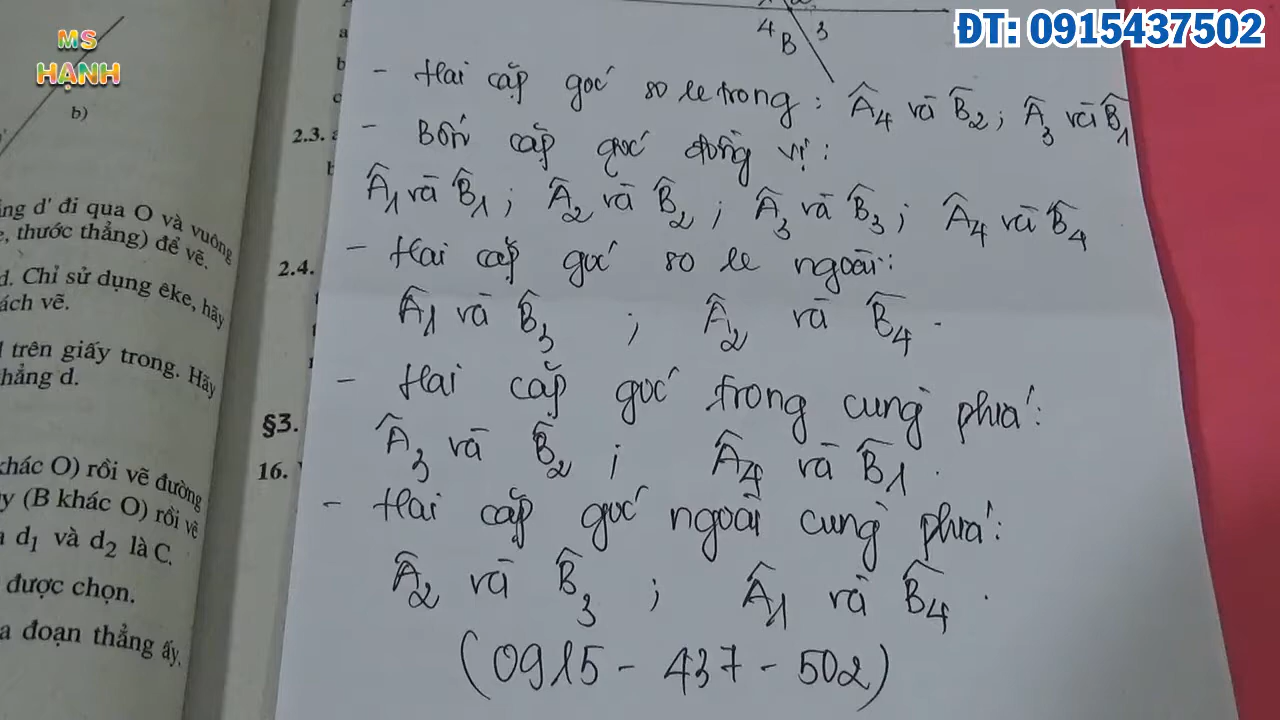 MS
HẠNH
ĐT: 0915437502
4 B 3
b)
- Hai cặp góc so le trong: Â4 và B̂2; Â3 và B̂1
- Bốn cặp góc đồng vị:
Â1 và B̂1; Â2 và B̂2; Â3 và B̂3; Â4 và B̂4
- Hai cặp góc so le ngoài:
Â1 và B̂3 ; Â2 và B̂4.
- Hai cặp góc trong cùng phía:
Â3 và B̂2 ; Â4 và B̂1.
- Hai cặp góc ngoài cùng phía:
Â2 và B̂3 ; Â1 và B̂4.
(0915-437-502)
d' đi qua O và vuông
thước thẳng) để vẽ.
d. Chỉ sử dụng êke, hãy
vẽ.
trên giấy trong. Hãy
d.
khác O) rồi vẽ đường
(B khác O) rồi vẽ
d1 và d2 là C.
được chọn.
đoạn thẳng ấy.
2.3.
2.4.
§3.
16.